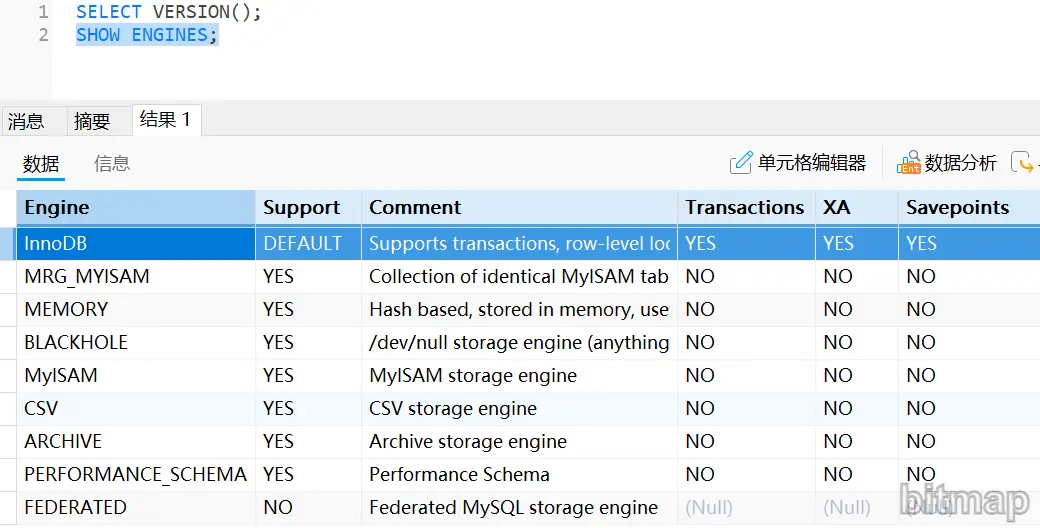 1 SELECT VERSION();
2 SHOW ENGINES;
消息 摘要 结果 1
数据 信息 单元格编辑器 Ent 数据分析
Engine Support Comment Transactions XA Savepoints
InnoDB DEFAULT Supports transactions, row-level loc YES YES YES
MRG_MYISAM YES Collection of identical MyISAM tab NO NO NO
MEMORY YES Hash based, stored in memory, use NO NO NO
BLACKHOLE YES /dev/null storage engine (anything NO NO NO
MyISAM YES MyISAM storage engine NO NO NO
CSV YES CSV storage engine NO NO NO
ARCHIVE YES Archive storage engine NO NO NO
PERFORMANCE_SCHEMA YES Performance Schema NO NO NO
FEDERATED NO Federated MySQL storage engine (Null) (Null) (Null)
bitmap